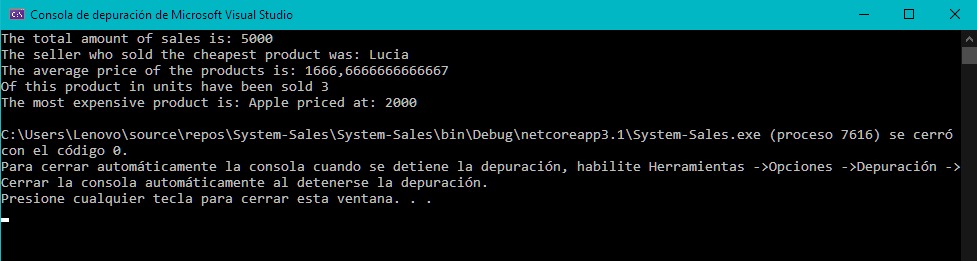 Consola de depuración de Microsoft Visual Studio
The total amount of sales is: 5000
The seller who sold the cheapest product was: Lucia
The average price of the products is: 1666,6666666666667
Of this product in units have been sold 3
The most expensive product is: Apple priced at: 2000
C:\Users\Lenovo\source\repos\System-Sales\System-Sales\bin\Debug\netcoreapp3.1\System-Sales.exe (proceso 7616) se cerró
con el código 0.
Para cerrar automáticamente la consola cuando se detiene la depuración, habilite Herramientas ->Opciones ->Depuración ->
Cerrar la consola automáticamente al detenerse la depuración.
Presione cualquier tecla para cerrar esta ventana. . .